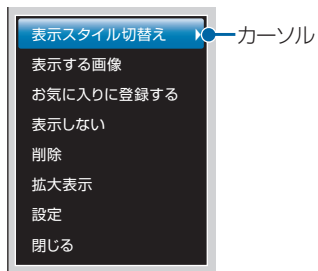 表示スタイル切替え
カーソル
表示する画像
お気に入りに登録する
表示しない
削除
拡大表示
設定
閉じる